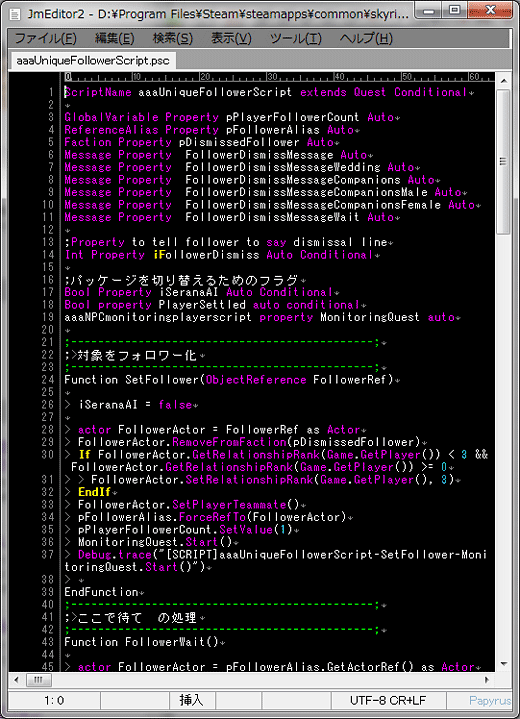 JmEditor2 - D:¥Program Files¥Steam¥steamapps¥common¥skyri...
ファイル(F) 編集(E) 検索(S) 表示(V) ツール(T) ヘルプ(H)
aaaUniqueFollowerScript.psc
0 10 20 30 40 50 60
1 ScriptName aaaUniqueFollowerScript extends Quest Conditional
2
3 GlobalVariable Property pPlayerFollowerCount Auto
4 ReferenceAlias Property pFollowerAlias Auto
5 Faction Property pDismissedFollower Auto
6 Message Property  FollowerDismissMessage Auto
7 Message Property  FollowerDismissMessageWedding Auto
8 Message Property  FollowerDismissMessageCompanions Auto
9 Message Property  FollowerDismissMessageCompanionsMale Auto
10 Message Property  FollowerDismissMessageCompanionsFemale Auto
11 Message Property  FollowerDismissMessageWait Auto
12
13 ;Property to tell follower to say dismissal line
14 Int Property iFollowerDismiss Auto Conditional
15
16 ;パッケージを切り替えるためのフラグ
17 Bool Property iSeranaAI Auto Conditional
18 Bool property PlayerSettled auto conditional
19 aaaNPCmonitoringplayerscript property MonitoringQuest auto
20
21 ;-------------------------------------------;
22 ;>対象をフォロワー化
23 ;-------------------------------------------;
24 Function SetFollower(ObjectReference FollowerRef)
25
26 > iSeranaAI = false
27
28 > actor FollowerActor = FollowerRef as Actor
29 > FollowerActor.RemoveFromFaction(pDismissedFollower)
30 > If FollowerActor.GetRelationshipRank(Game.GetPlayer()) < 3 &&
FollowerActor.GetRelationshipRank(Game.GetPlayer()) >= 0
31 > > FollowerActor.SetRelationshipRank(Game.GetPlayer(), 3)
32 > EndIf
33 > FollowerActor.SetPlayerTeammate()
34 > pFollowerAlias.ForceRefTo(FollowerActor)
35 > pPlayerFollowerCount.SetValue(1)
36 > MonitoringQuest.Start()
37 > Debug.trace("[SCRIPT]aaaUniqueFollowerScript-SetFollower-Moni
toringQuest.Start()")
38 >
39 EndFunction
40 ;-------------------------------------------;
41 ;>ここで待て　の処理
42 ;-------------------------------------------;
43 Function FollowerWait()
44
45 > actor FollowerActor = pFollowerAlias.GetActorRef() as Actor
1: 0 挿入 UTF-8 CR+LF Papyrus